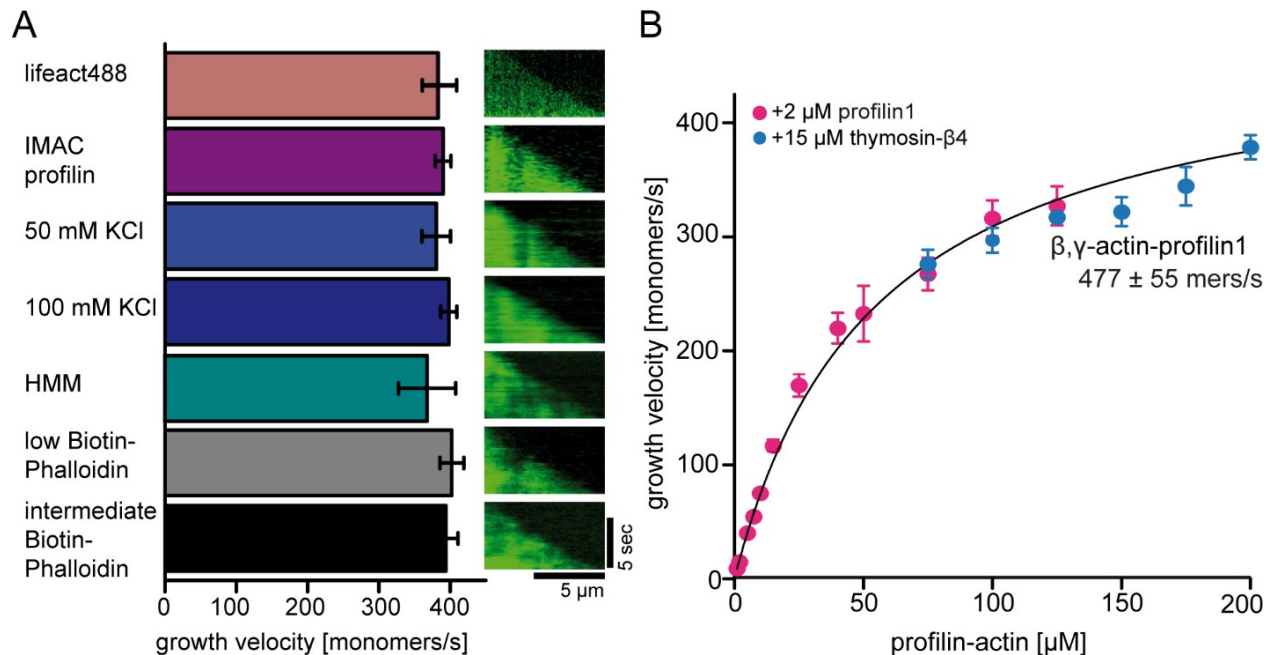 A
lifeact488
IMAC
profilin
50 mM KCl
100 mM KCl
HMM
low Biotin-
Phalloidin
intermediate
Biotin-
Phalloidin
0 100 200 300 400
growth velocity [monomers/s]
5 sec
5 µm
B
+2 µM profilin1
+15 µM thymosin-β4
400
300
200
100
0
growth velocity [monomers/s]
β,γ-actin-profilin1
477 ± 55 mers/s
0 50 100 150 200
profilin-actin [µM]